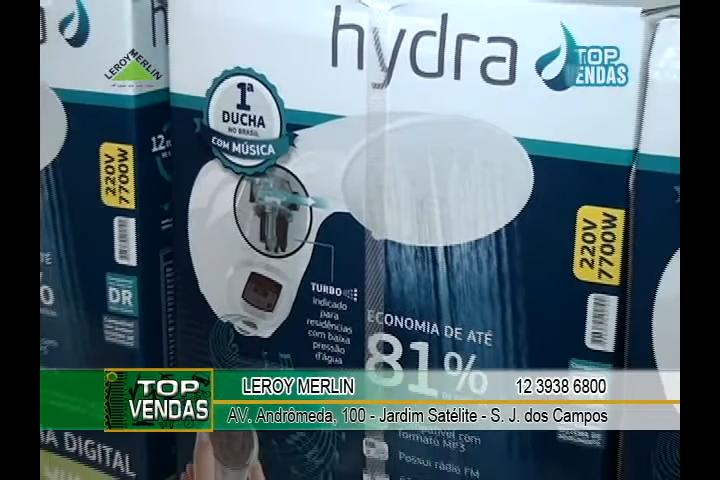 hydra
TOP
VENDAS
LEROY MERLIN
1ª
DUCHA
NO BRASIL
COM MÚSICA
220V
7700W
220V
7700W
DR
TURBO
Indicado
para
residências
com baixa
pressão
d'água
ECONOMIA DE ATÉ
81%
TOP
VENDAS
LEROY MERLIN
12 3938 6800
AV. Andrômeda, 100 - Jardim Satélite - S. J. dos Campos
formato MP3
Possui rádio FM
DIGITAL